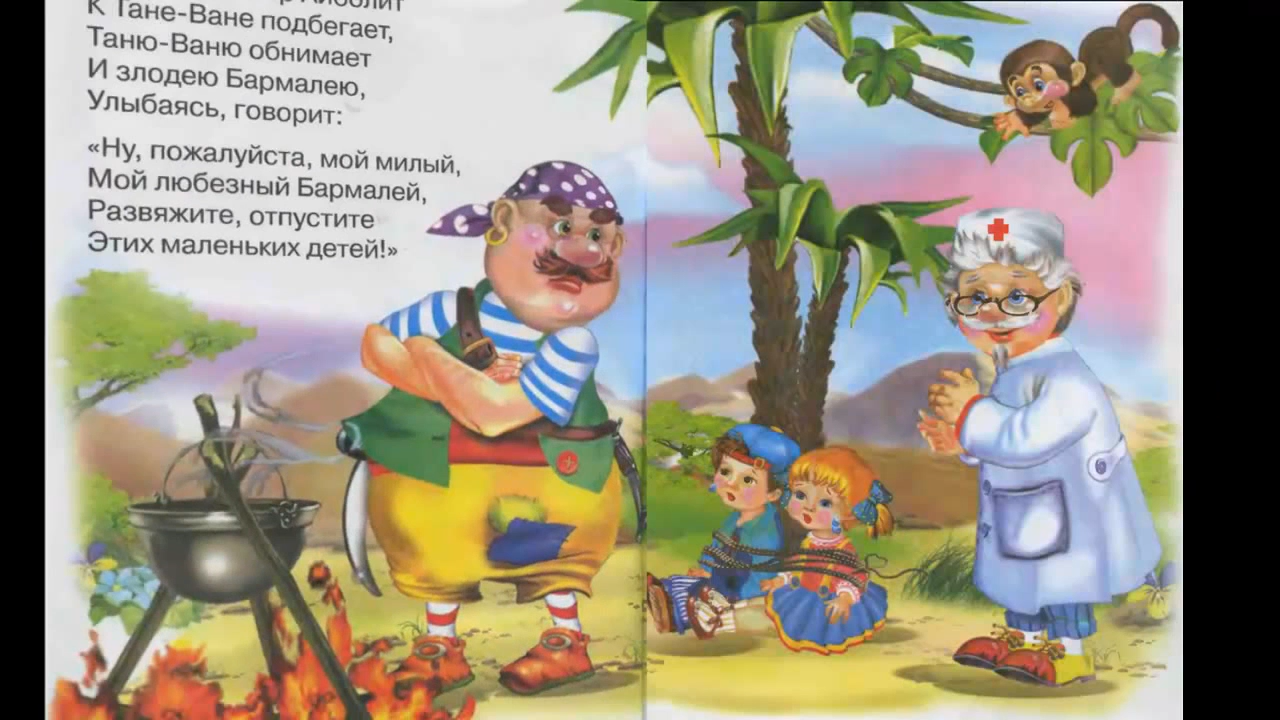 Айболит
К Тане-Ване подбегает,
Таню-Ваню обнимает
И злодею Бармалею,
Улыбаясь, говорит:
«Ну, пожалуйста, мой милый,
Мой любезный Бармалей,
Развяжите, отпустите
Этих маленьких детей!»